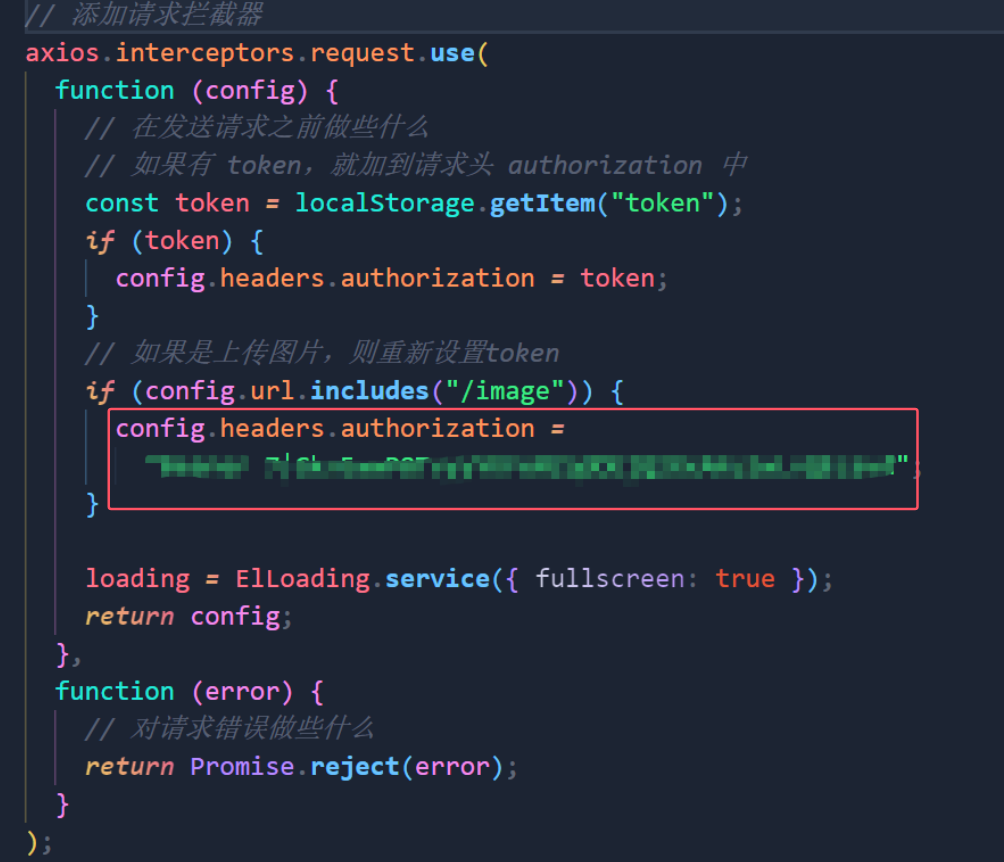 // 添加请求拦截器
axios.interceptors.request.use(
function (config) {
// 在发送请求之前做些什么
// 如果有 token，就加到请求头 authorization 中
const token = localStorage.getItem("token");
if (token) {
config.headers.authorization = token;
}
// 如果是上传图片，则重新设置token
if (config.url.includes("/image")) {
config.headers.authorization =
";
}
loading = ElLoading.service({ fullscreen: true });
return config;
},
function (error) {
// 对请求错误做些什么
return Promise.reject(error);
}
);